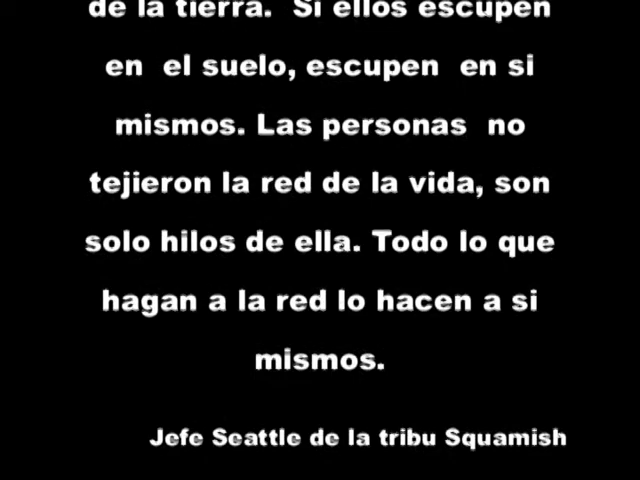 de la tierra.  Si ellos escupen
en  el suelo, escupen  en si
mismos. Las personas  no
tejieron la red de la vida, son
solo hilos de ella. Todo lo que
hagan a la red lo hacen a si
mismos.
Jefe Seattle de la tribu Squamish